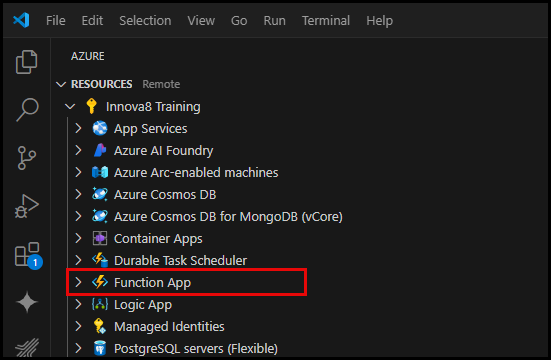 File Edit Selection View Go Run Terminal Help
AZURE
RESOURCES Remote
Innova8 Training
App Services
Azure AI Foundry
Azure Arc-enabled machines
Azure Cosmos DB
Azure Cosmos DB for MongoDB (vCore)
Container Apps
Durable Task Scheduler
1
Function App
Logic App
Managed Identities
PostgreSQL servers (Flexible)